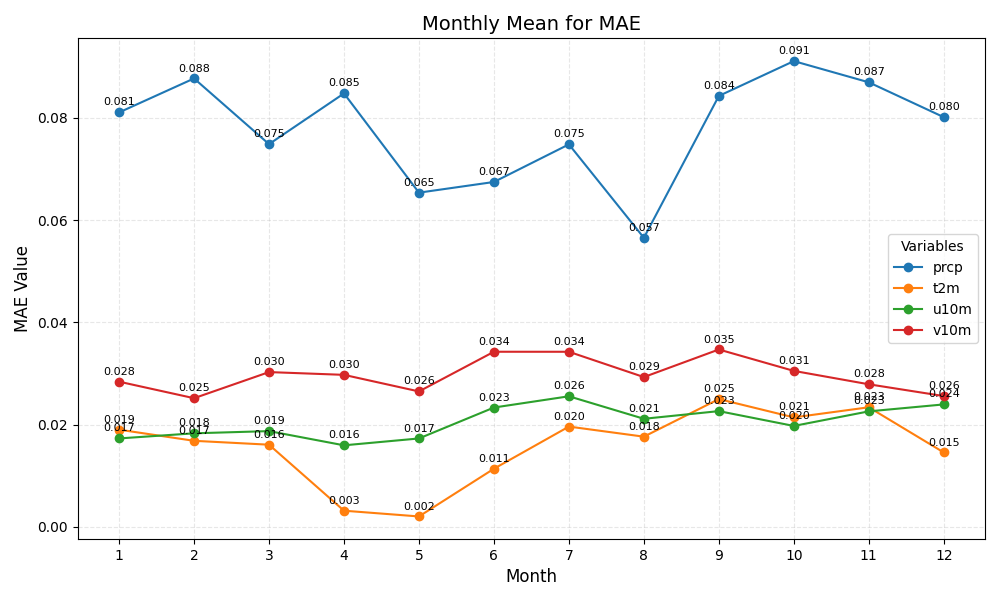 Monthly Mean for MAE
MAE Value
0.08
0.06
0.04
0.02
0.00
0.081 0.088 0.075 0.085 0.065 0.067 0.075 0.057 0.084 0.091 0.087 0.080
0.028 0.025 0.030 0.030 0.026 0.034 0.034 0.029 0.035 0.031 0.028 0.026
0.017 0.018 0.019 0.016 0.017 0.023 0.026 0.021 0.023 0.020 0.023 0.024
0.019 0.017 0.016 0.003 0.002 0.011 0.020 0.018 0.025 0.021 0.023 0.015
Variables
prcp
t2m
u10m
v10m
1 2 3 4 5 6 7 8 9 10 11 12
Month